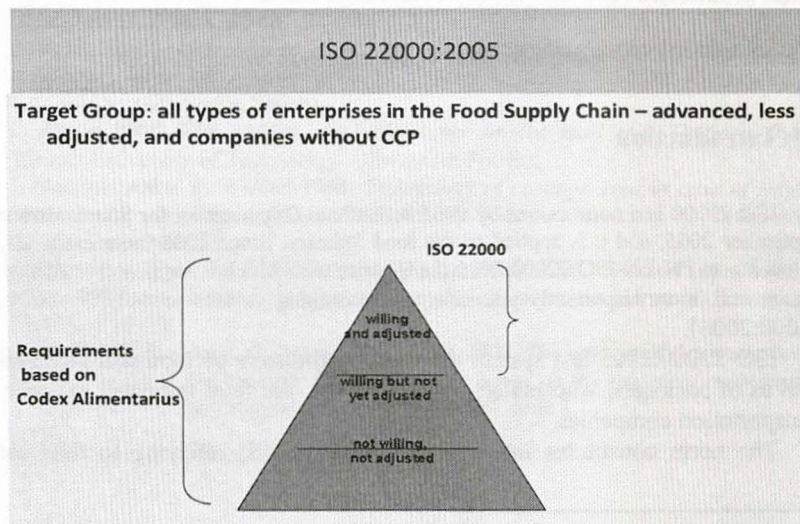 ISO 22000:2005
Target Group: all types of enterprises in the Food Supply Chain – advanced, less
adjusted, and companies without CCP
ISO 22000
willing
and adjusted
Requirements
based on
Codex Alimentarius
willing but not
yet adjusted
not willing,
not adjusted